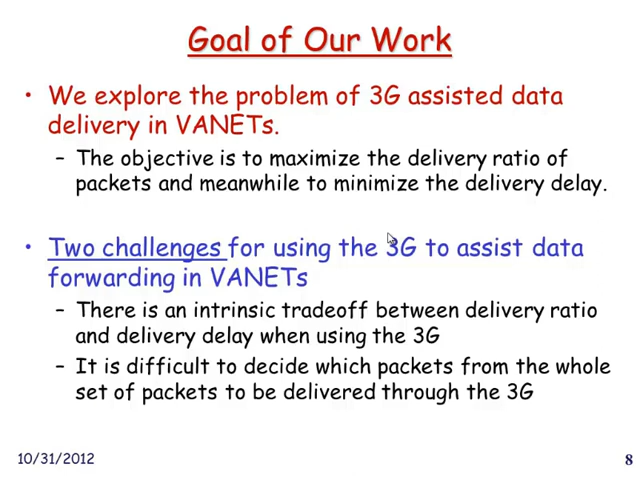 Goal of Our Work
• We explore the problem of 3G assisted data
delivery in VANETs.
– The objective is to maximize the delivery ratio of
packets and meanwhile to minimize the delivery delay.
• Two challenges for using the 3G to assist data
forwarding in VANETs
– There is an intrinsic tradeoff between delivery ratio
and delivery delay when using the 3G
– It is difficult to decide which packets from the whole
set of packets to be delivered through the 3G
10/31/2012
8